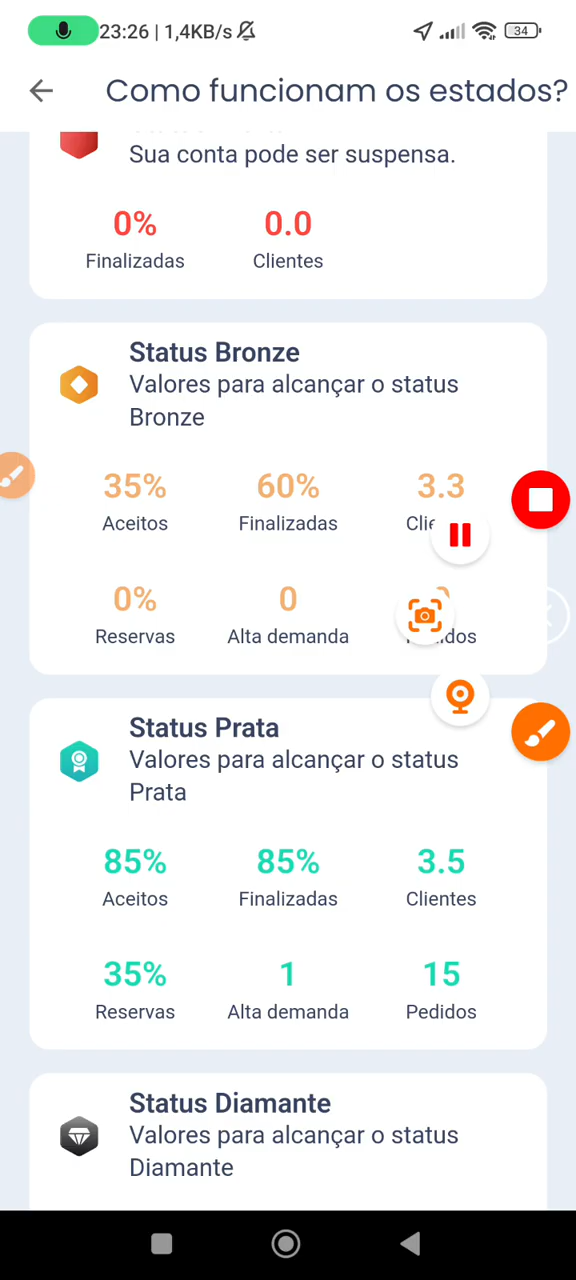 23:26 | 1,4KB/s
34
Como funcionam os estados?
Sua conta pode ser suspensa.
0% 0.0
Finalizadas Clientes
Status Bronze
Valores para alcançar o status
Bronze
35% 60% 3.3
Aceitos Finalizadas
0% 0
Reservas Alta demanda
Status Prata
Valores para alcançar o status
Prata
85% 85% 3.5
Aceitos Finalizadas Clientes
35% 1 15
Reservas Alta demanda Pedidos
Status Diamante
Valores para alcançar o status
Diamante